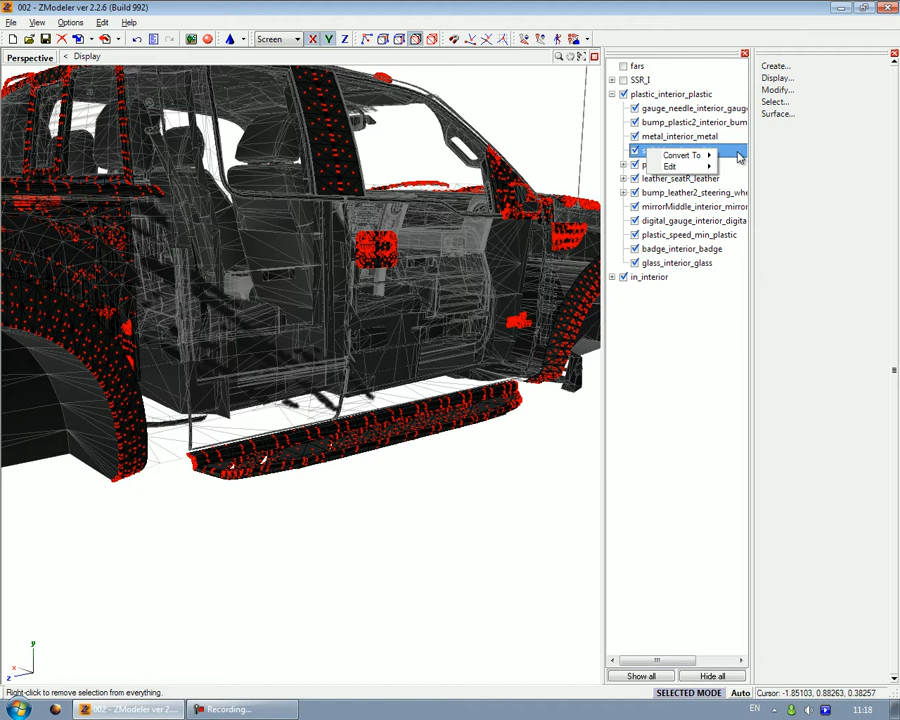 002 - ZModeler ver 2.2.6 (Build 992)
File View Options Edit Help
Screen X Y Z
Perspective < Display
fars
SSR_I
plastic_interior_plastic
gauge_needle_interior_gaug
bump_plastic2_interior_bum
metal_interior_metal
Convert To
Edit
leather_seatR_leather
bump_leather2_steering_whe
mirrorMiddle_interior_mirror
digital_gauge_interior_digita
plastic_speed_min_plastic
badge_interior_badge
glass_interior_glass
in_interior
Create...
Display...
Modify...
Select...
Surface...
y
x
z
Show all Hide all
Right-click to remove selection from everything.
SELECTED MODE Auto Cursor: -1.85103, 0.88263, 0.38257
002 - ZModeler ver 2.2....
Recording...
EN 11:18